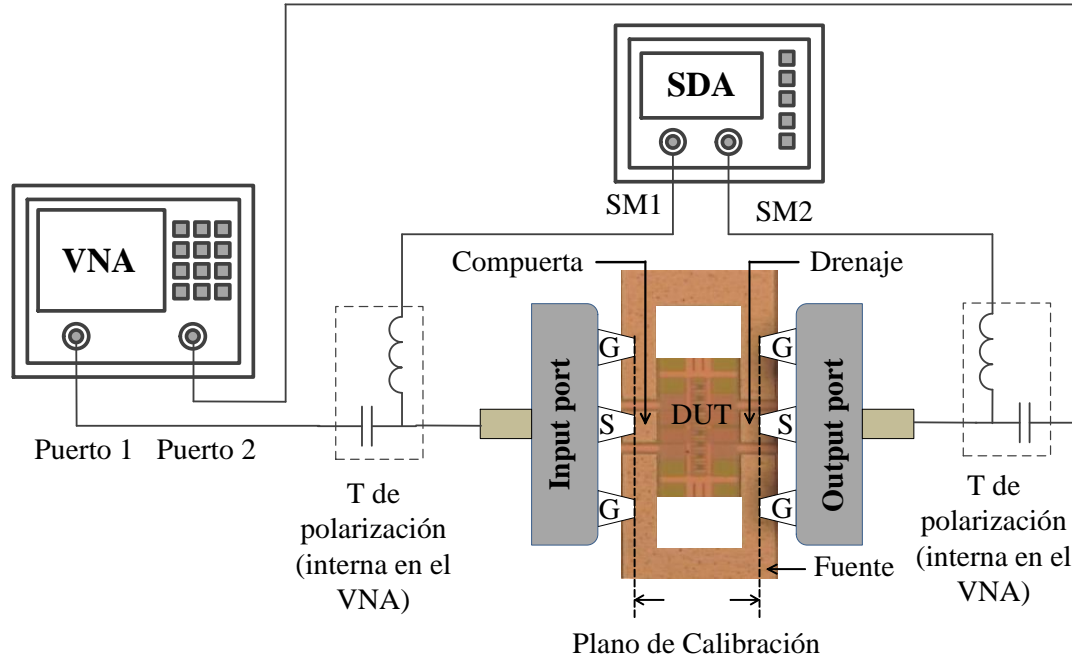 SDA
SM1
SM2
VNA
Puerto 1
Puerto 2
Compuerta
Drenaje
Input port
G
S
G
DUT
G
S
G
Output port
T de
polarización
(interna en el
VNA)
T de
polarización
(interna en el
VNA)
Fuente
Plano de Calibración